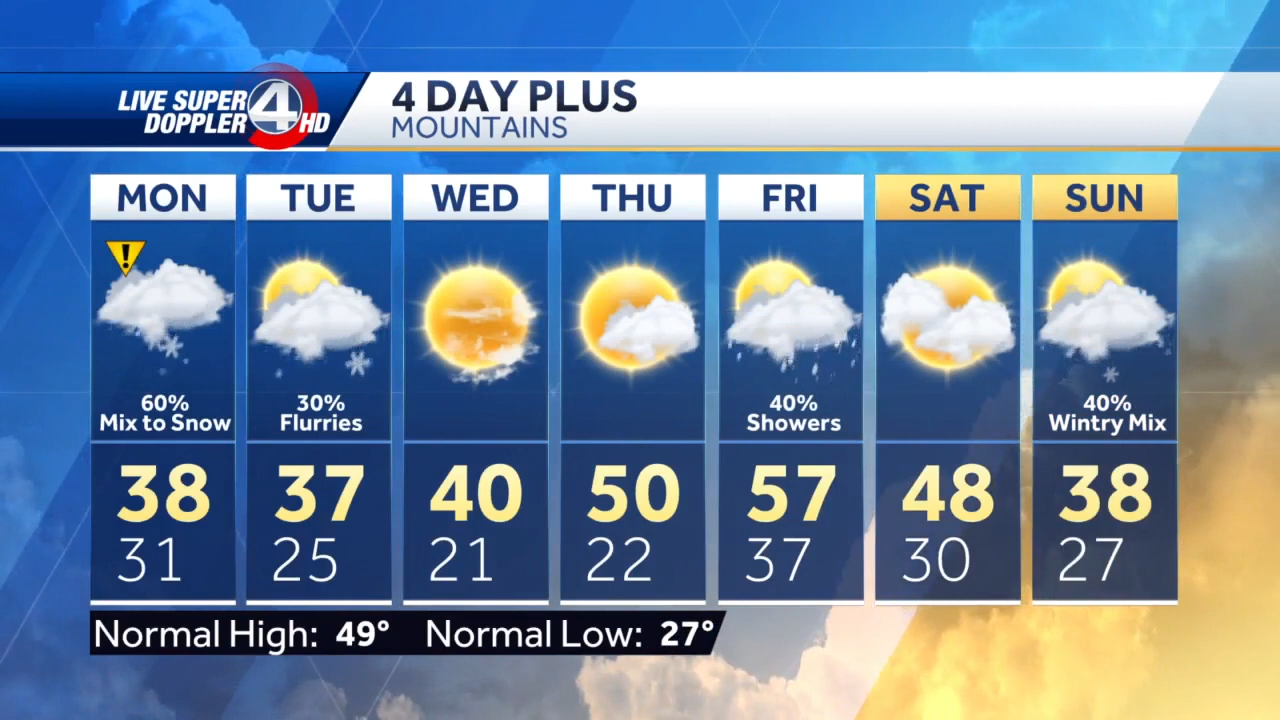 LIVE SUPER
DOPPLER 4 HD
4 DAY PLUS
MOUNTAINS
MON TUE WED THU FRI SAT SUN
!
60% 30% 40% 40%
Mix to Snow Flurries Showers Wintry Mix
38 37 40 50 57 48 38
31 25 21 22 37 30 27
Normal High: 49° Normal Low: 27°